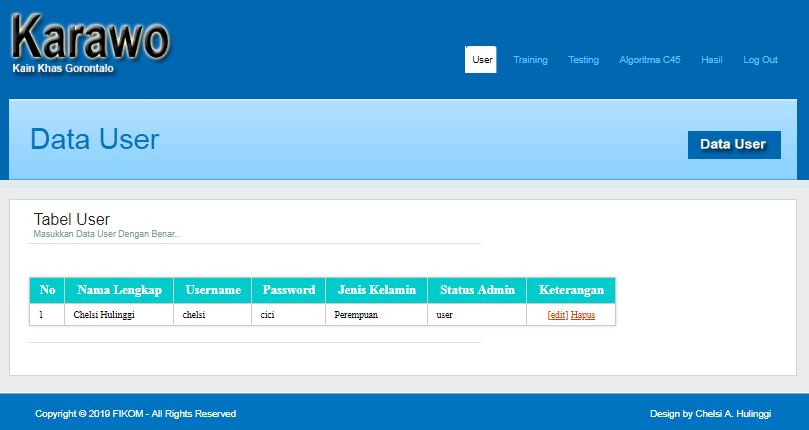 Karawo
Kain Khas Gorontalo
User Training Testing Algoritma C45 Hasil Log Out
Data User
Data User
Tabel User
Masukkan Data User Dengan Benar..
No Nama Lengkap Username Password Jenis Kelamin Status Admin Keterangan
1 Chelsi Hulinggi chelsi cici Perempuan user [edit] Hapus
Copyright © 2019 FIKOM - All Rights Reserved
Design by Chelsi A. Hulinggi